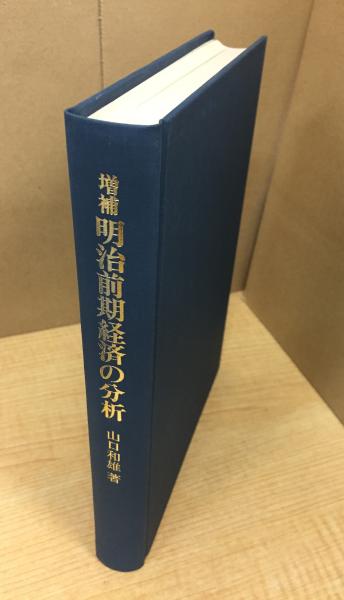 増補 明治前期経済の分析
山口和雄 著